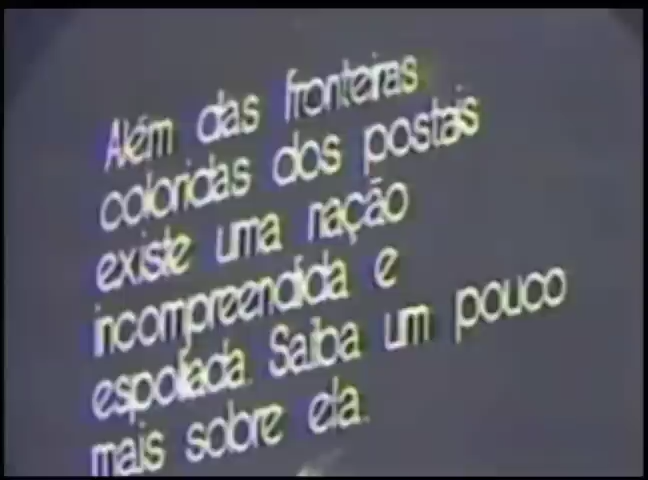 Além das fronteiras
coloridas dos postais
existe uma nação
incompreendida e
espoliada. Saiba um pouco
mais sobre ela.